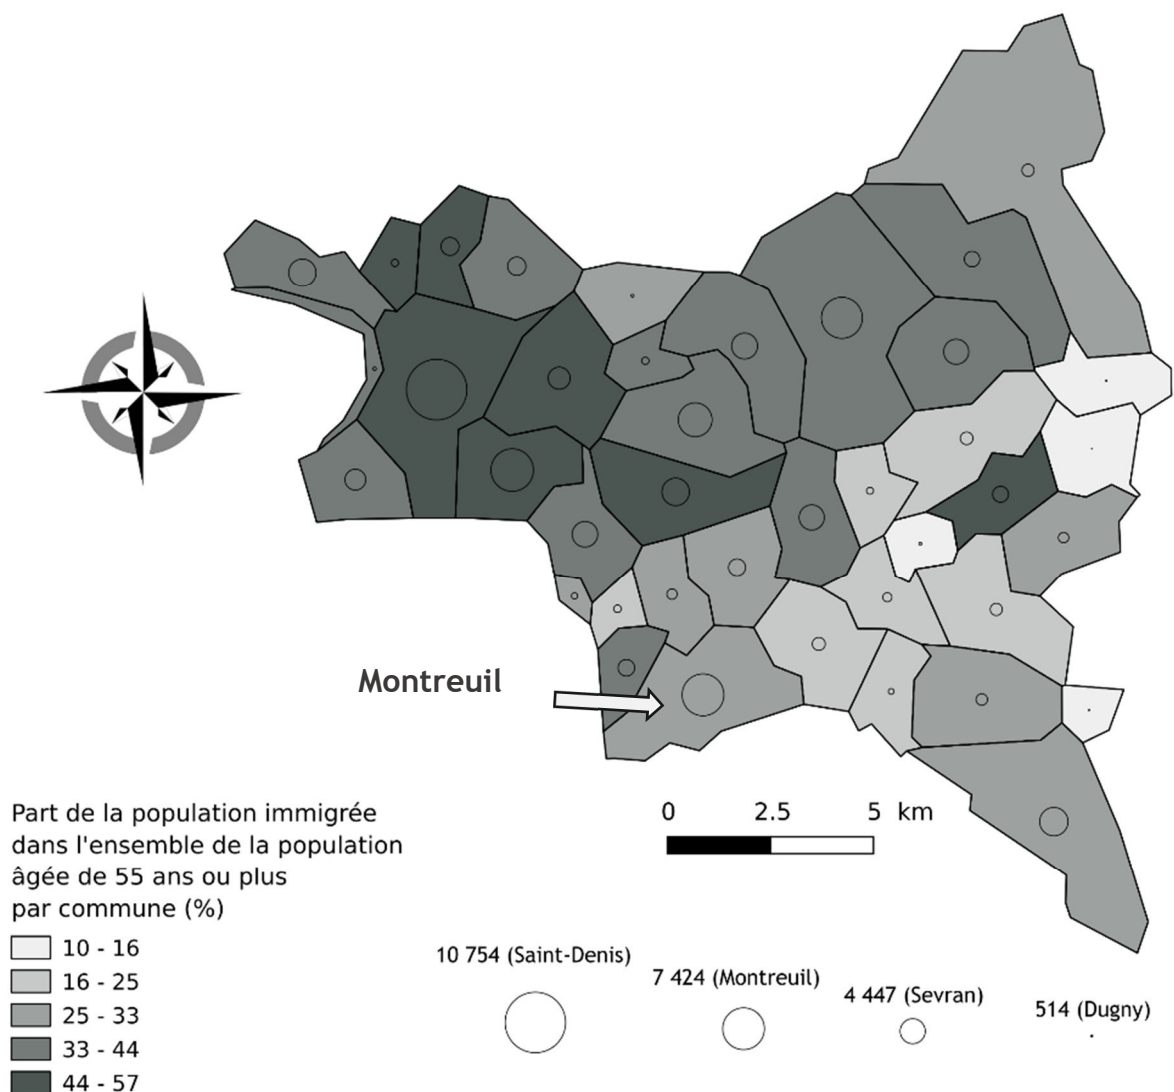 Montreuil
0 2.5 5 km
Part de la population immigrée
dans l'ensemble de la population
âgée de 55 ans ou plus
par commune (%)
10 - 16
16 - 25
25 - 33
33 - 44
44 - 57
10 754 (Saint-Denis)
7 424 (Montreuil)
4 447 (Sevran)
514 (Dugny)